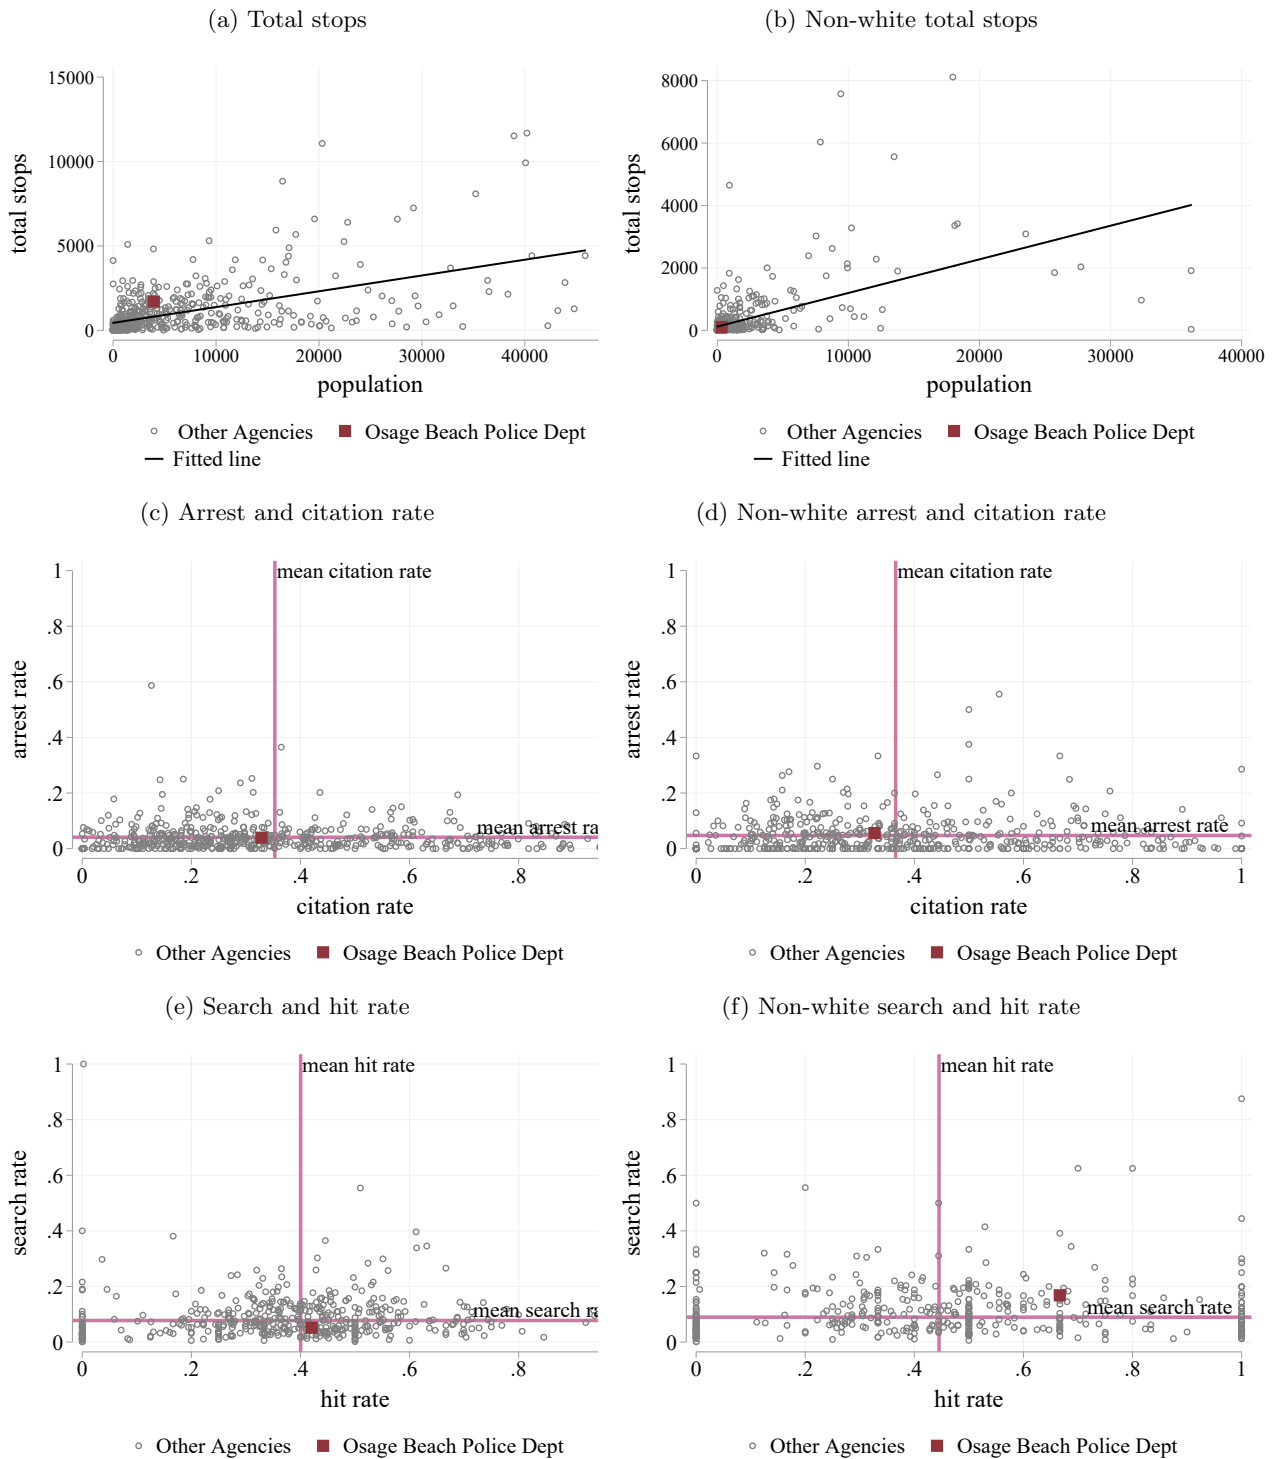 (a) Total stops
(b) Non-white total stops
15000
10000
5000
0
total stops
0 10000 20000 30000 40000
population
Other Agencies Osage Beach Police Dept
Fitted line
8000
6000
4000
2000
0
total stops
0 10000 20000 30000 40000
population
Other Agencies Osage Beach Police Dept
Fitted line
(c) Arrest and citation rate
(d) Non-white arrest and citation rate
1
.8
.6
.4
.2
0
arrest rate
mean citation rate
mean arrest ra
0 .2 .4 .6 .8
citation rate
Other Agencies Osage Beach Police Dept
1
.8
.6
.4
.2
0
arrest rate
mean citation rate
mean arrest rate
0 .2 .4 .6 .8 1
citation rate
Other Agencies Osage Beach Police Dept
(e) Search and hit rate
(f) Non-white search and hit rate
1
.8
.6
.4
.2
0
search rate
mean hit rate
mean search ra
0 .2 .4 .6 .8
hit rate
Other Agencies Osage Beach Police Dept
1
.8
.6
.4
.2
0
search rate
mean hit rate
mean search rate
0 .2 .4 .6 .8 1
hit rate
Other Agencies Osage Beach Police Dept